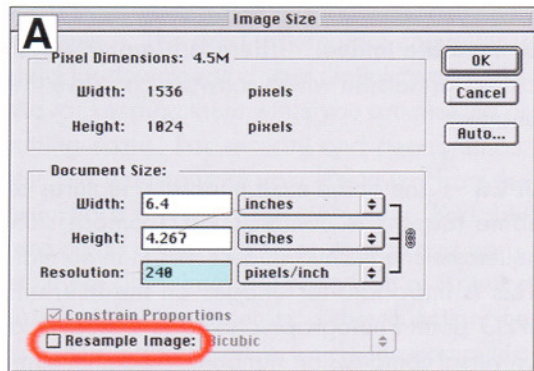 Image Size
A
Pixel Dimensions: 4.5M
Width: 1536 pixels
Height: 1024 pixels
OK
Cancel
Auto...
Document Size:
Width: 6.4 inches
Height: 4.267 inches
Resolution: 240 pixels/inch
Constrain Proportions
Resample Image: Bicubic